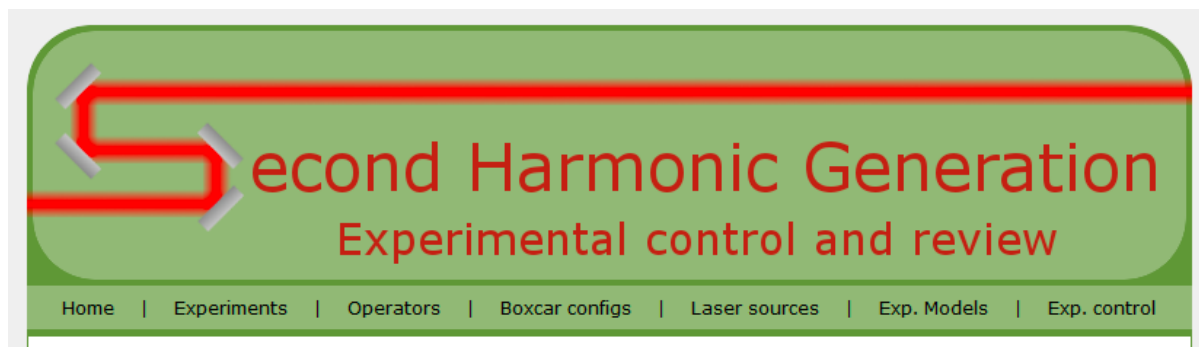 Second Harmonic Generation
Experimental control and review
Home | Experiments | Operators | Boxcar configs | Laser sources | Exp. Models | Exp. control